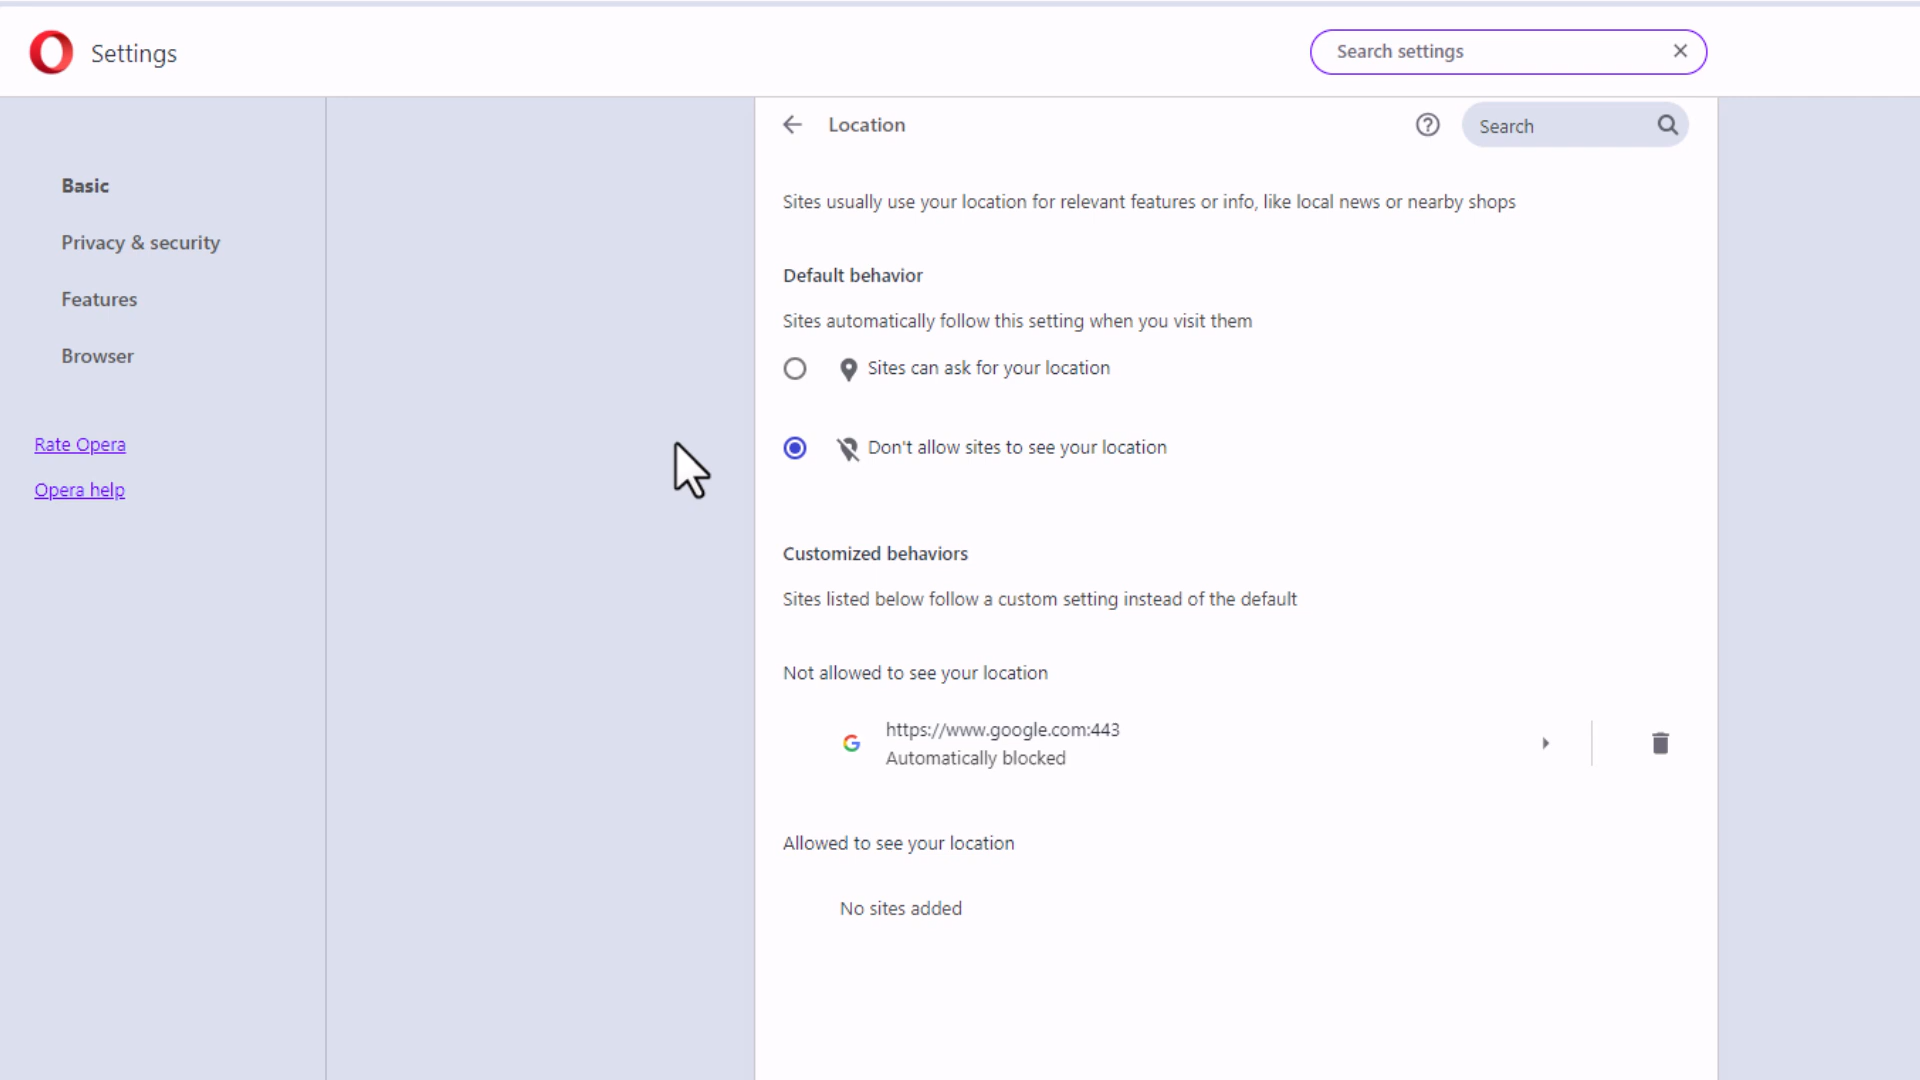 Settings
Search settings
Basic
Privacy & security
Features
Browser
Rate Opera
Opera help
Location
Search
Sites usually use your location for relevant features or info, like local news or nearby shops
Default behavior
Sites automatically follow this setting when you visit them
Sites can ask for your location
Don't allow sites to see your location
Customized behaviors
Sites listed below follow a custom setting instead of the default
Not allowed to see your location
https://www.google.com:443
Automatically blocked
Allowed to see your location
No sites added